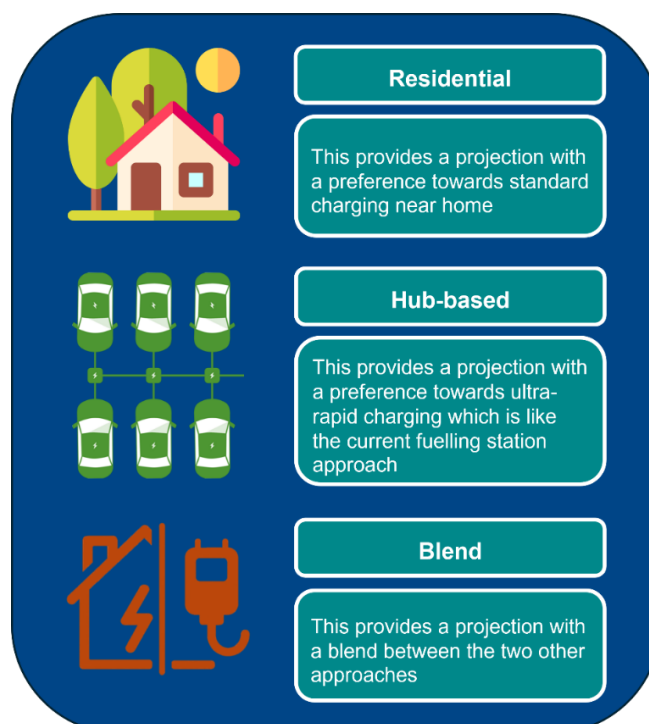 Residential
This provides a projection with
a preference towards standard
charging near home
Hub-based
This provides a projection with
a preference towards ultra-
rapid charging which is like
the current fuelling station
approach
Blend
This provides a projection with
a blend between the two other
approaches